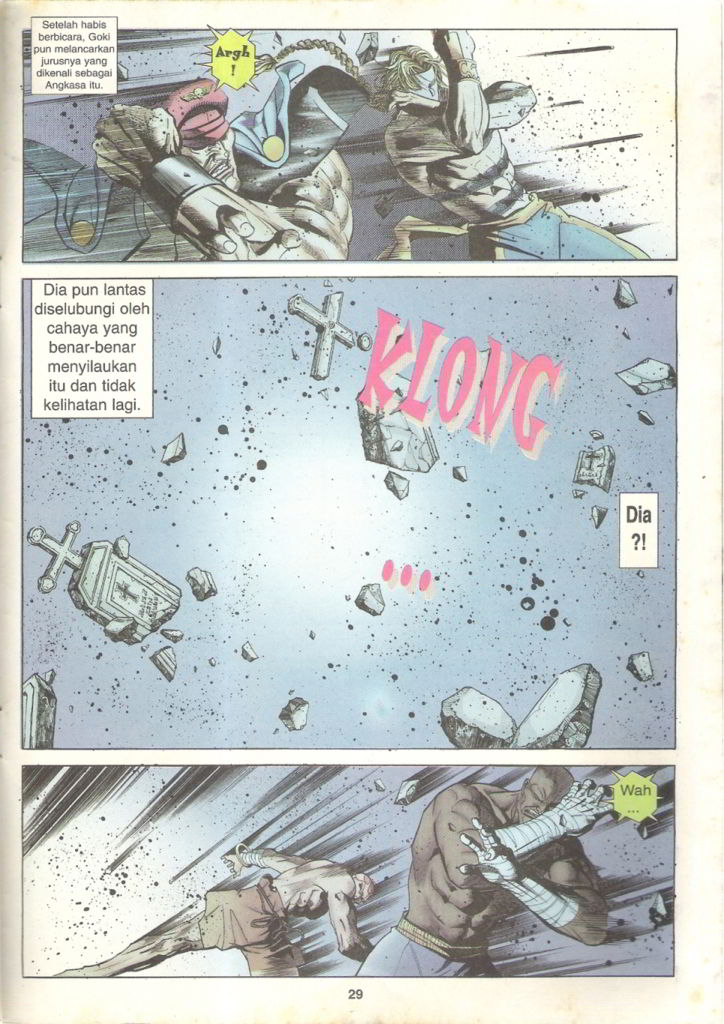 Setelah habis
berbicara, Goki
pun melancarkan
jurusnya yang
dikenali sebagai
Angkasa itu.
Argh
!
Dia pun lantas
diselubungi oleh
cahaya yang
benar-benar
menyilaukan
itu dan tidak
kelihatan lagi.
KLONG
...
Dia
?!
Wah
...
29